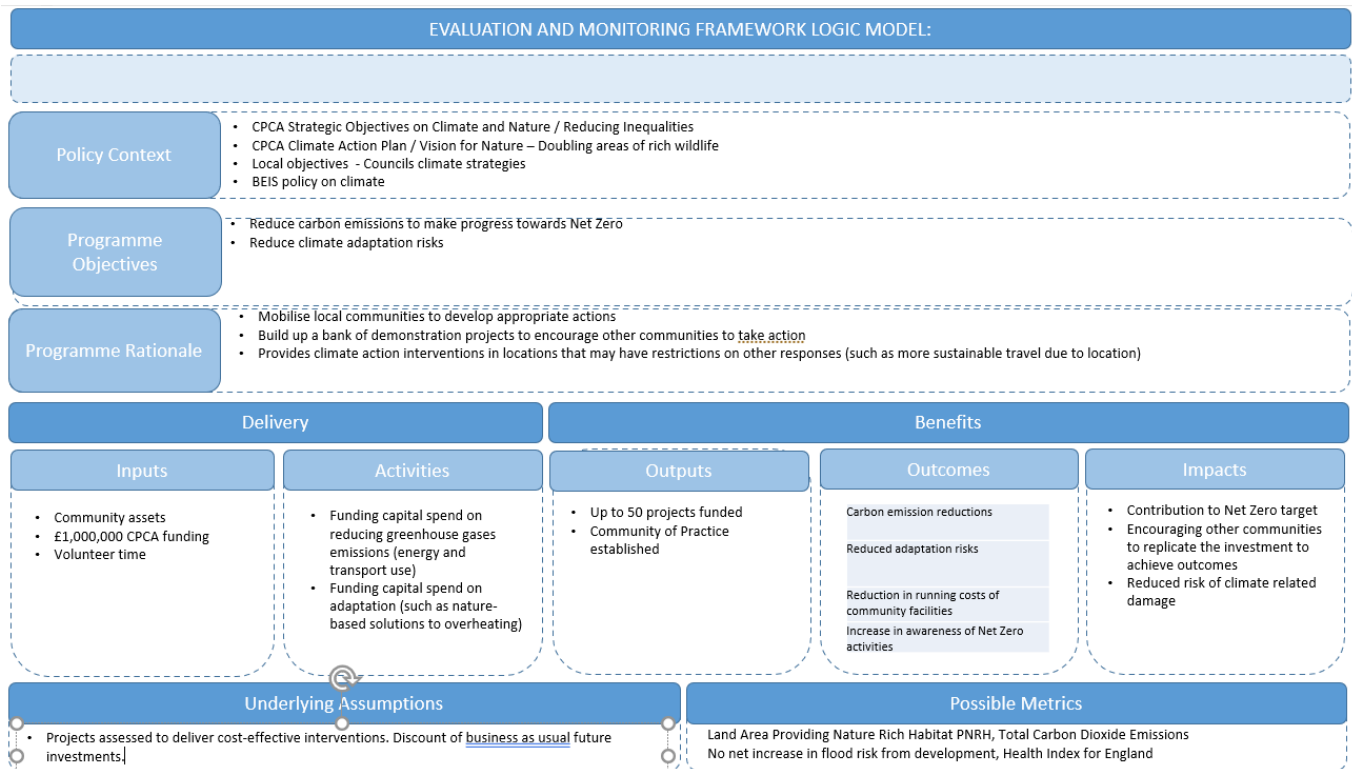 EVALUATION AND MONITORING FRAMEWORK LOGIC MODEL:
Policy Context
• CPCA Strategic Objectives on Climate and Nature / Reducing Inequalities
• CPCA Climate Action Plan / Vision for Nature – Doubling areas of rich wildlife
• Local objectives - Councils climate strategies
• BEIS policy on climate
Programme
Objectives
• Reduce carbon emissions to make progress towards Net Zero
• Reduce climate adaptation risks
Programme Rationale
• Mobilise local communities to develop appropriate actions
• Build up a bank of demonstration projects to encourage other communities to take action
• Provides climate action interventions in locations that may have restrictions on other responses (such as more sustainable travel due to location)
Delivery
Benefits
Inputs
• Community assets
• £1,000,000 CPCA funding
• Volunteer time
Activities
• Funding capital spend on
reducing greenhouse gases
emissions (energy and
transport use)
• Funding capital spend on
adaptation (such as nature-
based solutions to overheating)
Outputs
• Up to 50 projects funded
• Community of Practice
established
Outcomes
Carbon emission reductions
Reduced adaptation risks
Reduction in running costs of
community facilities
Increase in awareness of Net Zero
activities
Impacts
• Contribution to Net Zero target
• Encouraging other communities
to replicate the investment to
achieve outcomes
• Reduced risk of climate related
damage
Underlying Assumptions
• Projects assessed to deliver cost-effective interventions. Discount of business as usual future
investments.
Possible Metrics
Land Area Providing Nature Rich Habitat PNRH, Total Carbon Dioxide Emissions
No net increase in flood risk from development, Health Index for England